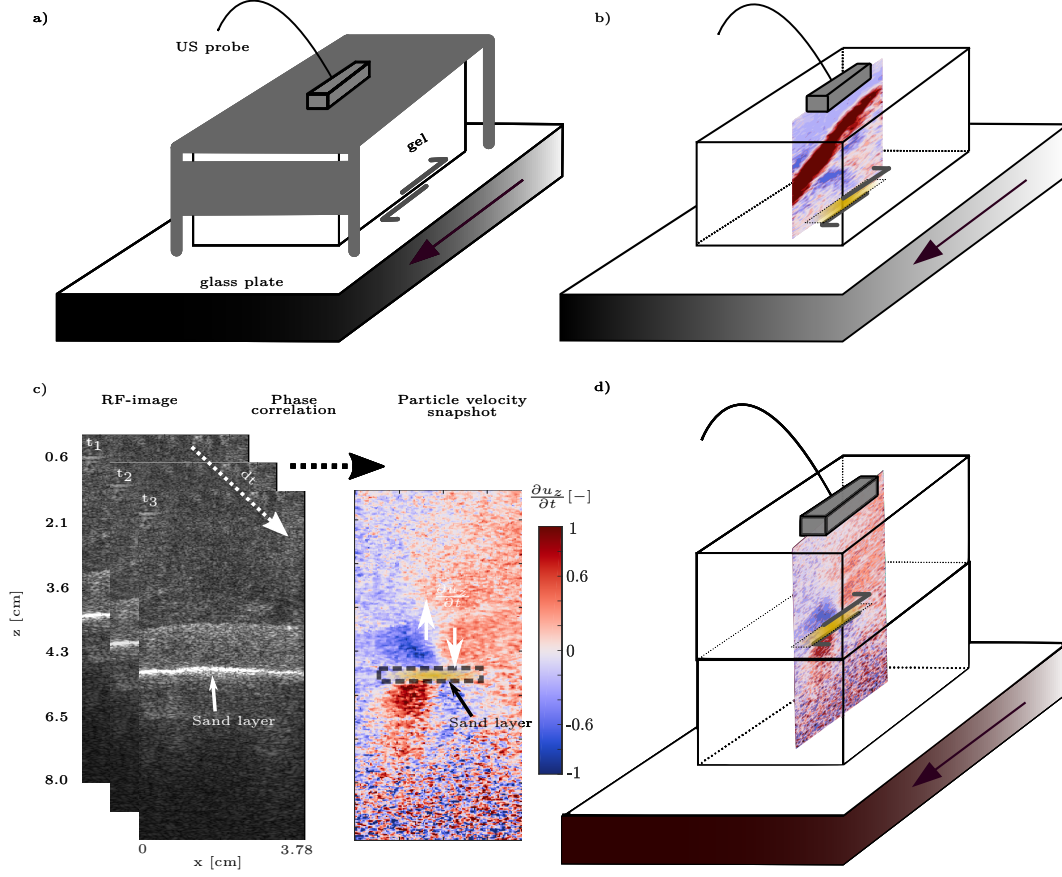 a)
US probe
gel
glass plate
b)
c)
RF-image
Phase
correlation
Particle velocity
snapshot
t1
t2
t3
dt
0.6
2.1
3.6
4.3
6.5
8.0
z [cm]
Sand layer
0
3.78
x [cm]
Sand layer
∂uz/∂t [-]
1
0.6
0
-0.6
-1
d)